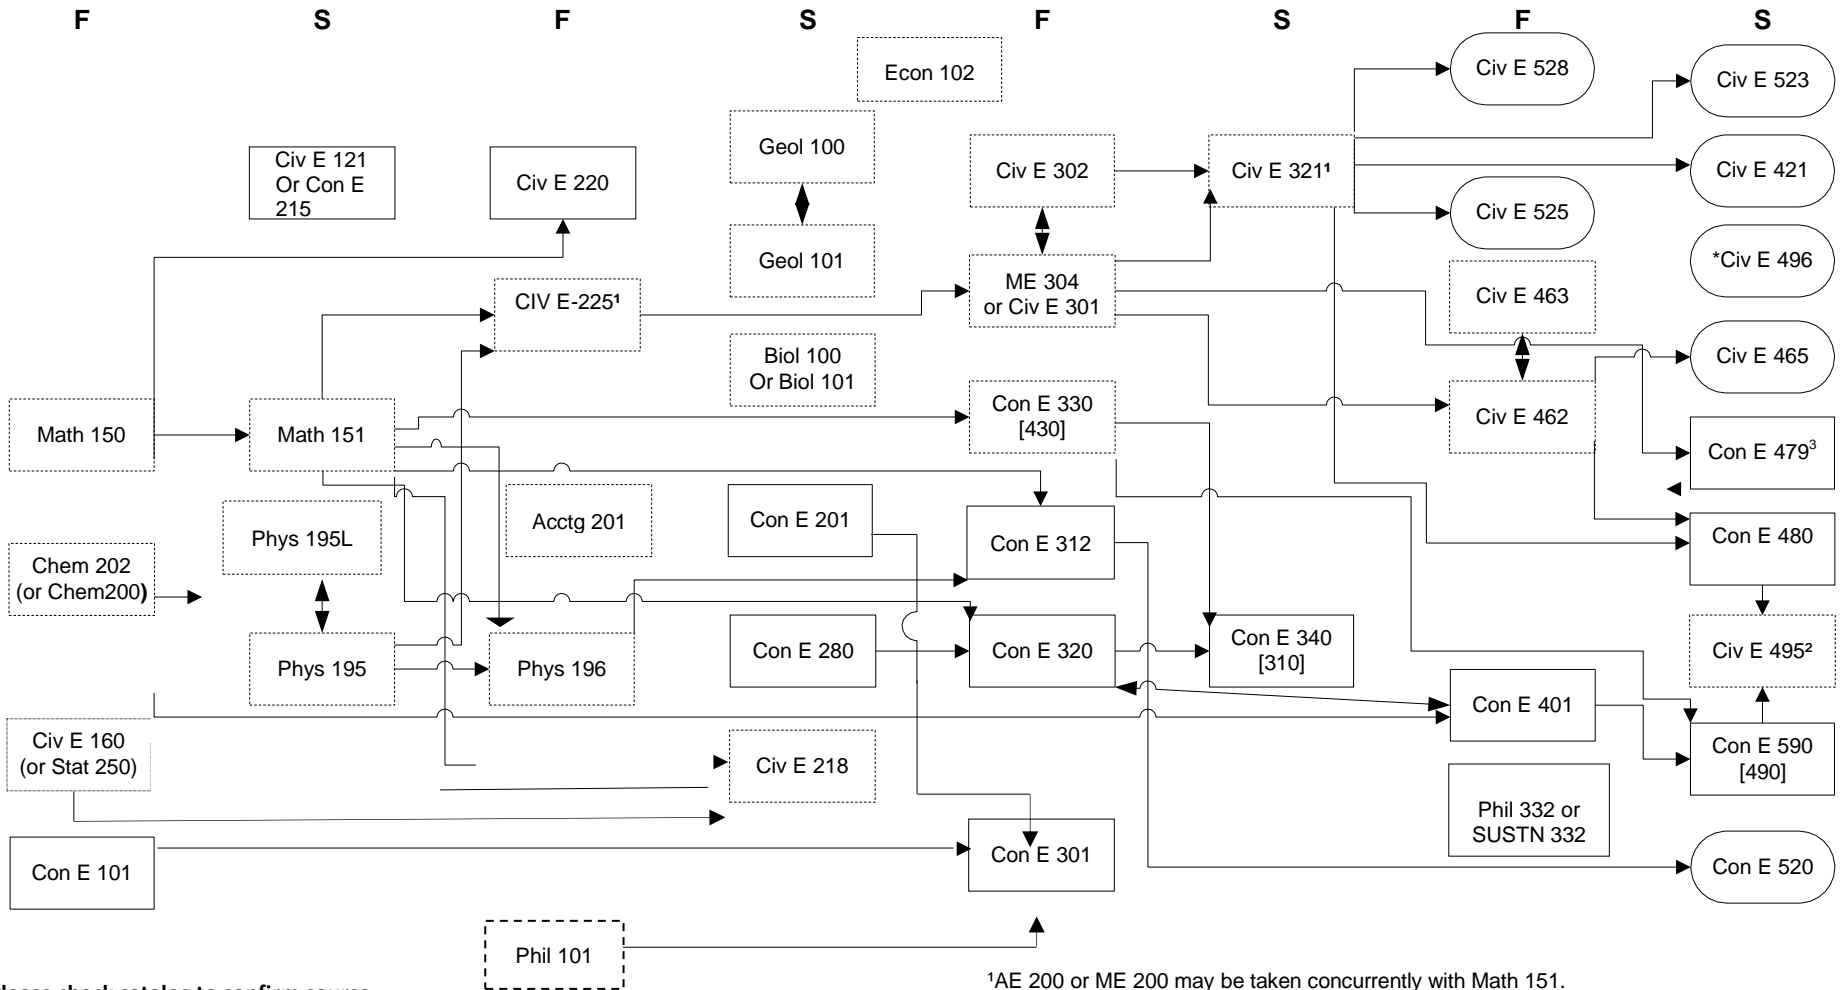 F S F S F S F S
Econ 102
Civ E 528
Civ E 523
Civ E 121
Or Con E
215
Civ E 220
Geol 100
Civ E 302
Civ E 321¹
Civ E 421
Civ E 525
Geol 101
*Civ E 496
CIV E-225¹
ME 304
or Civ E 301
Civ E 463
Biol 100
Or Biol 101
Civ E 465
Math 150
Math 151
Con E 330
[430]
Civ E 462
Con E 479³
Phys 195L
Acctg 201
Con E 201
Con E 312
Con E 480
Chem 202
(or Chem200)
Phys 195
Phys 196
Con E 280
Con E 320
Con E 340
[310]
Civ E 495²
Con E 401
Civ E 160
(or Stat 250)
Civ E 218
Con E 590
[490]
Phil 332 or
SUSTN 332
Con E 101
Con E 301
Con E 520
Phil 101
¹AE 200 or ME 200 may be taken concurrently with Math 151.
check catalog to confirm course